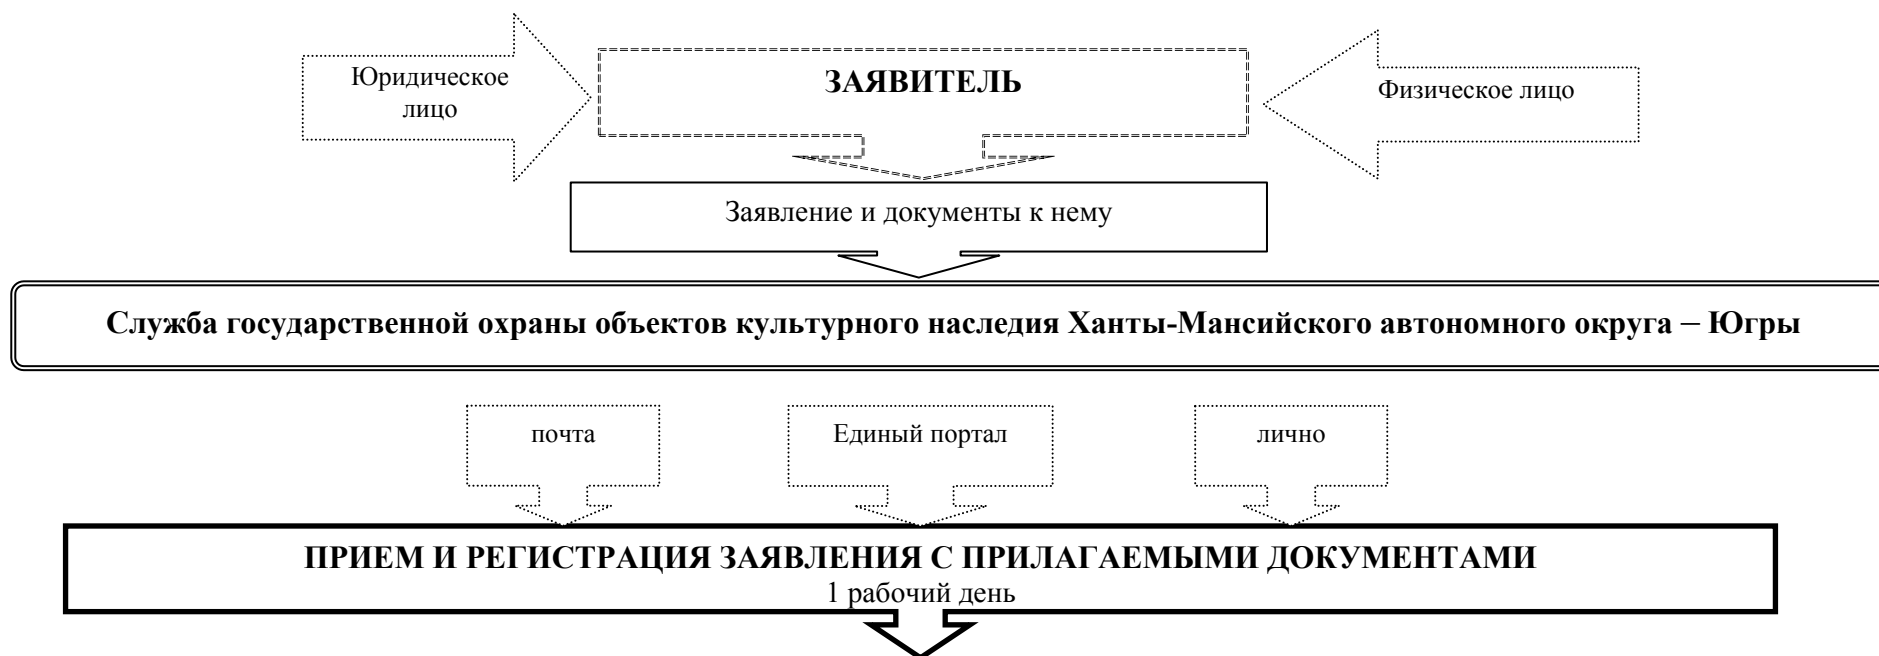 Юридическое
лицо
ЗАЯВИТЕЛЬ
Физическое лицо
Заявление и документы к нему
Служба государственной охраны объектов культурного наследия Ханты-Мансийского автономного округа – Югры
почта
Единый портал
лично
ПРИЕМ И РЕГИСТРАЦИЯ ЗАЯВЛЕНИЯ С ПРИЛАГАЕМЫМИ ДОКУМЕНТАМИ
1 рабочий день